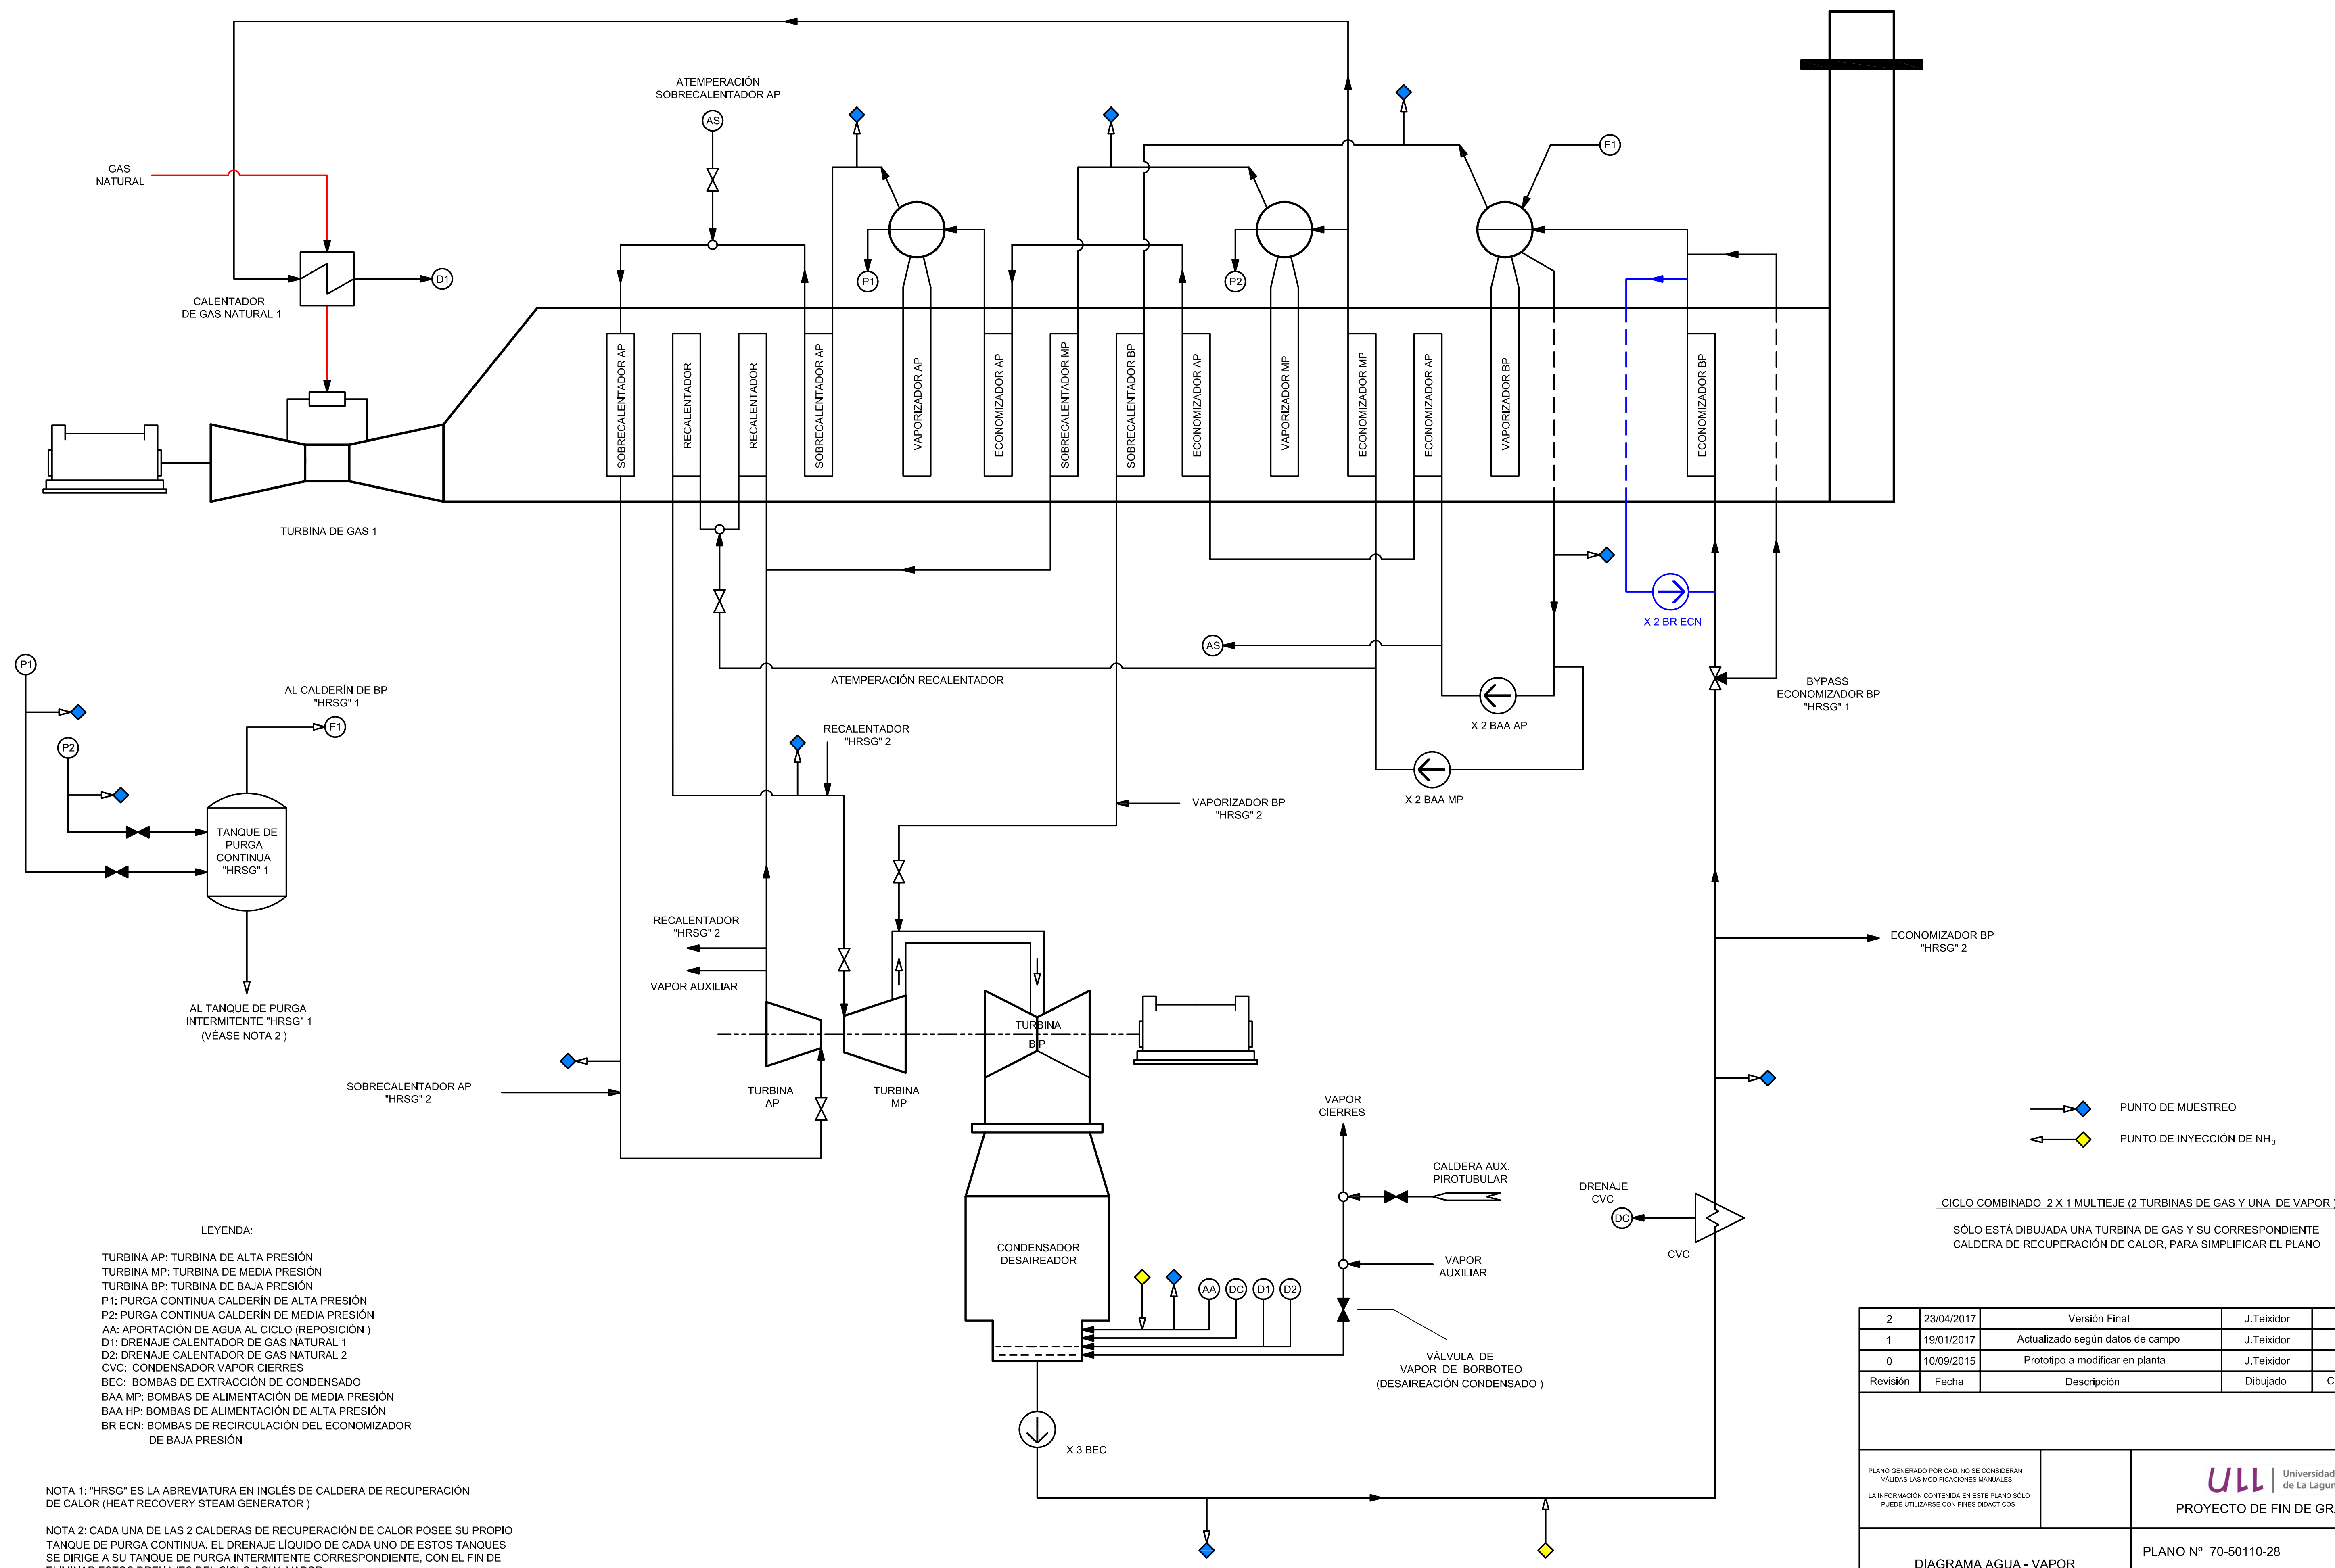 ATEMPERACIÓN
SOBRECALENTADOR AP
AS
F1
GAS
NATURAL
D1
P1
P2
CALENTADOR
DE GAS NATURAL 1
SOBRECALENTADOR AP
RECALENTADOR
RECALENTADOR
SOBRECALENTADOR AP
VAPORIZADOR AP
ECONOMIZADOR AP
SOBRECALENTADOR MP
SOBRECALENTADOR BP
ECONOMIZADOR AP
VAPORIZADOR MP
ECONOMIZADOR MP
ECONOMIZADOR AP
VAPORIZADOR BP
ECONOMIZADOR BP
TURBINA DE GAS 1
X 2 BR ECN
AS
ATEMPERACIÓN RECALENTADOR
BYPASS
ECONOMIZADOR BP
"HRSG" 1
X 2 BAA AP
X 2 BAA MP
P1
AL CALDERÍN DE BP
"HRSG" 1
F1
P2
TANQUE DE
PURGA
CONTINUA
"HRSG" 1
AL TANQUE DE PURGA
INTERMITENTE "HRSG" 1
(VÉASE NOTA 2 )
RECALENTADOR
"HRSG" 2
VAPORIZADOR BP
"HRSG" 2
RECALENTADOR
"HRSG" 2
VAPOR AUXILIAR
ECONOMIZADOR BP
"HRSG" 2
TURBINA
BP
SOBRECALENTADOR AP
"HRSG" 2
TURBINA
AP
TURBINA
MP
VAPOR
CIERRES
CALDERA AUX.
PIROTUBULAR
DRENAJE
CVC
DC
CVC
CONDENSADOR
DESAIREADOR
VAPOR
AUXILIAR
AA
DC
D1
D2
VÁLVULA DE
VAPOR DE BORBOTEO
(DESAIREACIÓN CONDENSADO )
X 3 BEC
PUNTO DE MUESTREO
PUNTO DE INYECCIÓN DE NH3
CICLO COMBINADO 2 X 1 MULTIEJE (2 TURBINAS DE GAS Y UNA DE VAPOR )
SÓLO ESTÁ DIBUJADA UNA TURBINA DE GAS Y SU CORRESPONDIENTE
CALDERA DE RECUPERACIÓN DE CALOR, PARA SIMPLIFICAR EL PLANO
LEYENDA:
TURBINA AP: TURBINA DE ALTA PRESIÓN
TURBINA MP: TURBINA DE MEDIA PRESIÓN
TURBINA BP: TURBINA DE BAJA PRESIÓN
P1: PURGA CONTINUA CALDERÍN DE ALTA PRESIÓN
P2: PURGA CONTINUA CALDERÍN DE MEDIA PRESIÓN
AA: APORTACIÓN DE AGUA AL CICLO (REPOSICIÓN )
D1: DRENAJE CALENTADOR DE GAS NATURAL 1
D2: DRENAJE CALENTADOR DE GAS NATURAL 2
CVC: CONDENSADOR VAPOR CIERRES
BEC: BOMBAS DE EXTRACCIÓN DE CONDENSADO
BAA MP: BOMBAS DE ALIMENTACIÓN DE MEDIA PRESIÓN
BAA HP: BOMBAS DE ALIMENTACIÓN DE ALTA PRESIÓN
BR ECN: BOMBAS DE RECIRCULACIÓN DEL ECONOMIZADOR
DE BAJA PRESIÓN
NOTA 1: "HRSG" ES LA ABREVIATURA EN INGLÉS DE CALDERA DE RECUPERACIÓN
DE CALOR (HEAT RECOVERY STEAM GENERATOR )
NOTA 2: CADA UNA DE LAS 2 CALDERAS DE RECUPERACIÓN DE CALOR POSEE SU PROPIO
TANQUE DE PURGA CONTINUA. EL DRENAJE LÍQUIDO DE CADA UNO DE ESTOS TANQUES
SE DIRIGE A SU TANQUE DE PURGA INTERMITENTE CORRESPONDIENTE, CON EL FIN DE
2 23/04/2017 Versión Final J.Teixidor
1 19/01/2017 Actualizado según datos de campo J.Teixidor
0 10/09/2015 Prototipo a modificar en planta J.Teixidor
Revisión Fecha Descripción Dibujado C
PLANO GENERADO POR CAD, NO SE CONSIDERAN
VÁLIDAS LAS MODIFICACIONES MANUALES
LA INFORMACIÓN CONTENIDA EN ESTE PLANO SÓLO
PUEDE UTILIZARSE CON FINES DIDÁCTICOS
ULL Universidad
de La Lagun
PROYECTO DE FIN DE GR
DIAGRAMA AGUA - VAPOR
PLANO Nº 70-50110-28